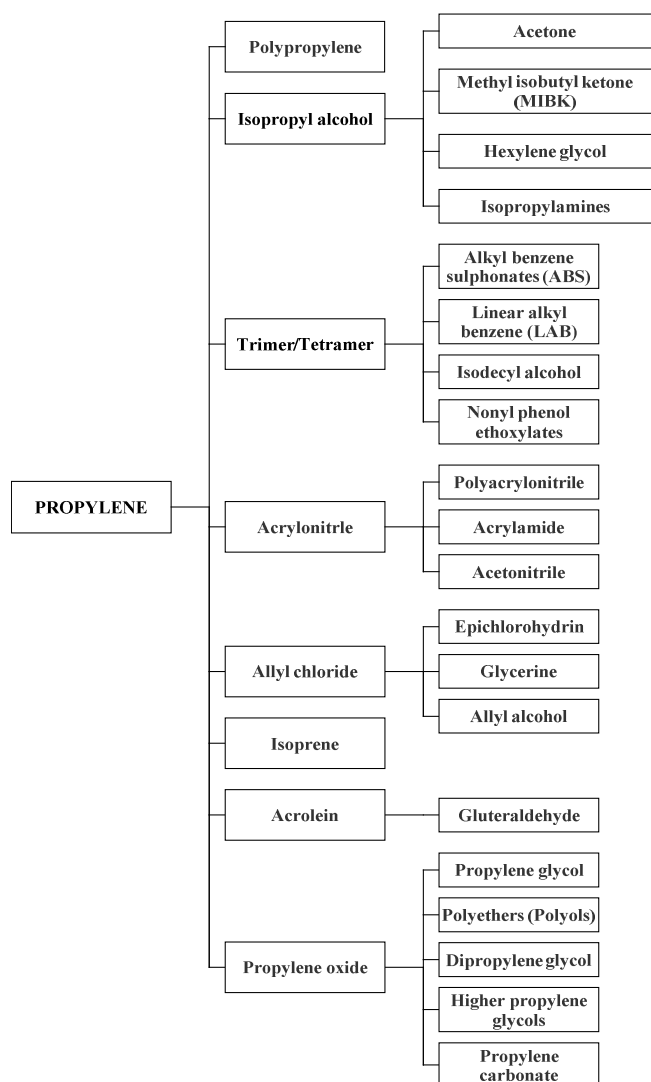 Polypropylene
Isopropyl alcohol
Acetone
Methyl isobutyl ketone
(MIBK)
Hexylene glycol
Isopropylamines
Trimer/Tetramer
Alkyl benzene
sulphonates (ABS)
Linear alkyl
benzene (LAB)
Isodecyl alcohol
Nonyl phenol
ethoxylates
PROPYLENE
Acrylonitrle
Polyacrylonitrile
Acrylamide
Acetonitrile
Allyl chloride
Epichlorohydrin
Glycerine
Allyl alcohol
Isoprene
Acrolein
Gluteraldehyde
Propylene oxide
Propylene glycol
Polyethers (Polyols)
Dipropylene glycol
Higher propylene
glycols
Propylene
carbonate